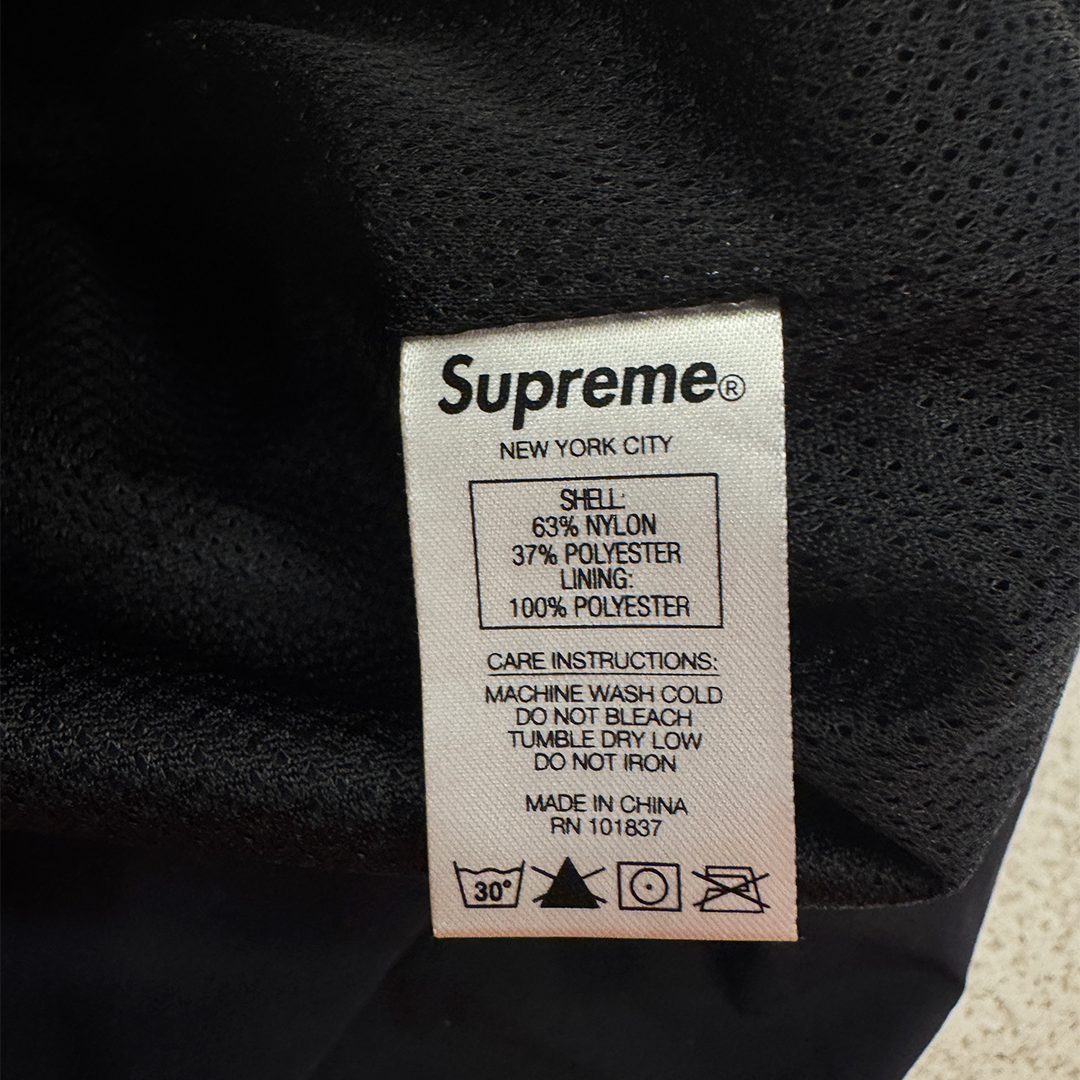 Supreme®
NEW YORK CITY
SHELL:
63% NYLON
37% POLYESTER
LINING:
100% POLYESTER
CARE INSTRUCTIONS:
MACHINE WASH COLD
DO NOT BLEACH
TUMBLE DRY LOW
DO NOT IRON
MADE IN CHINA
RN 101837
30°